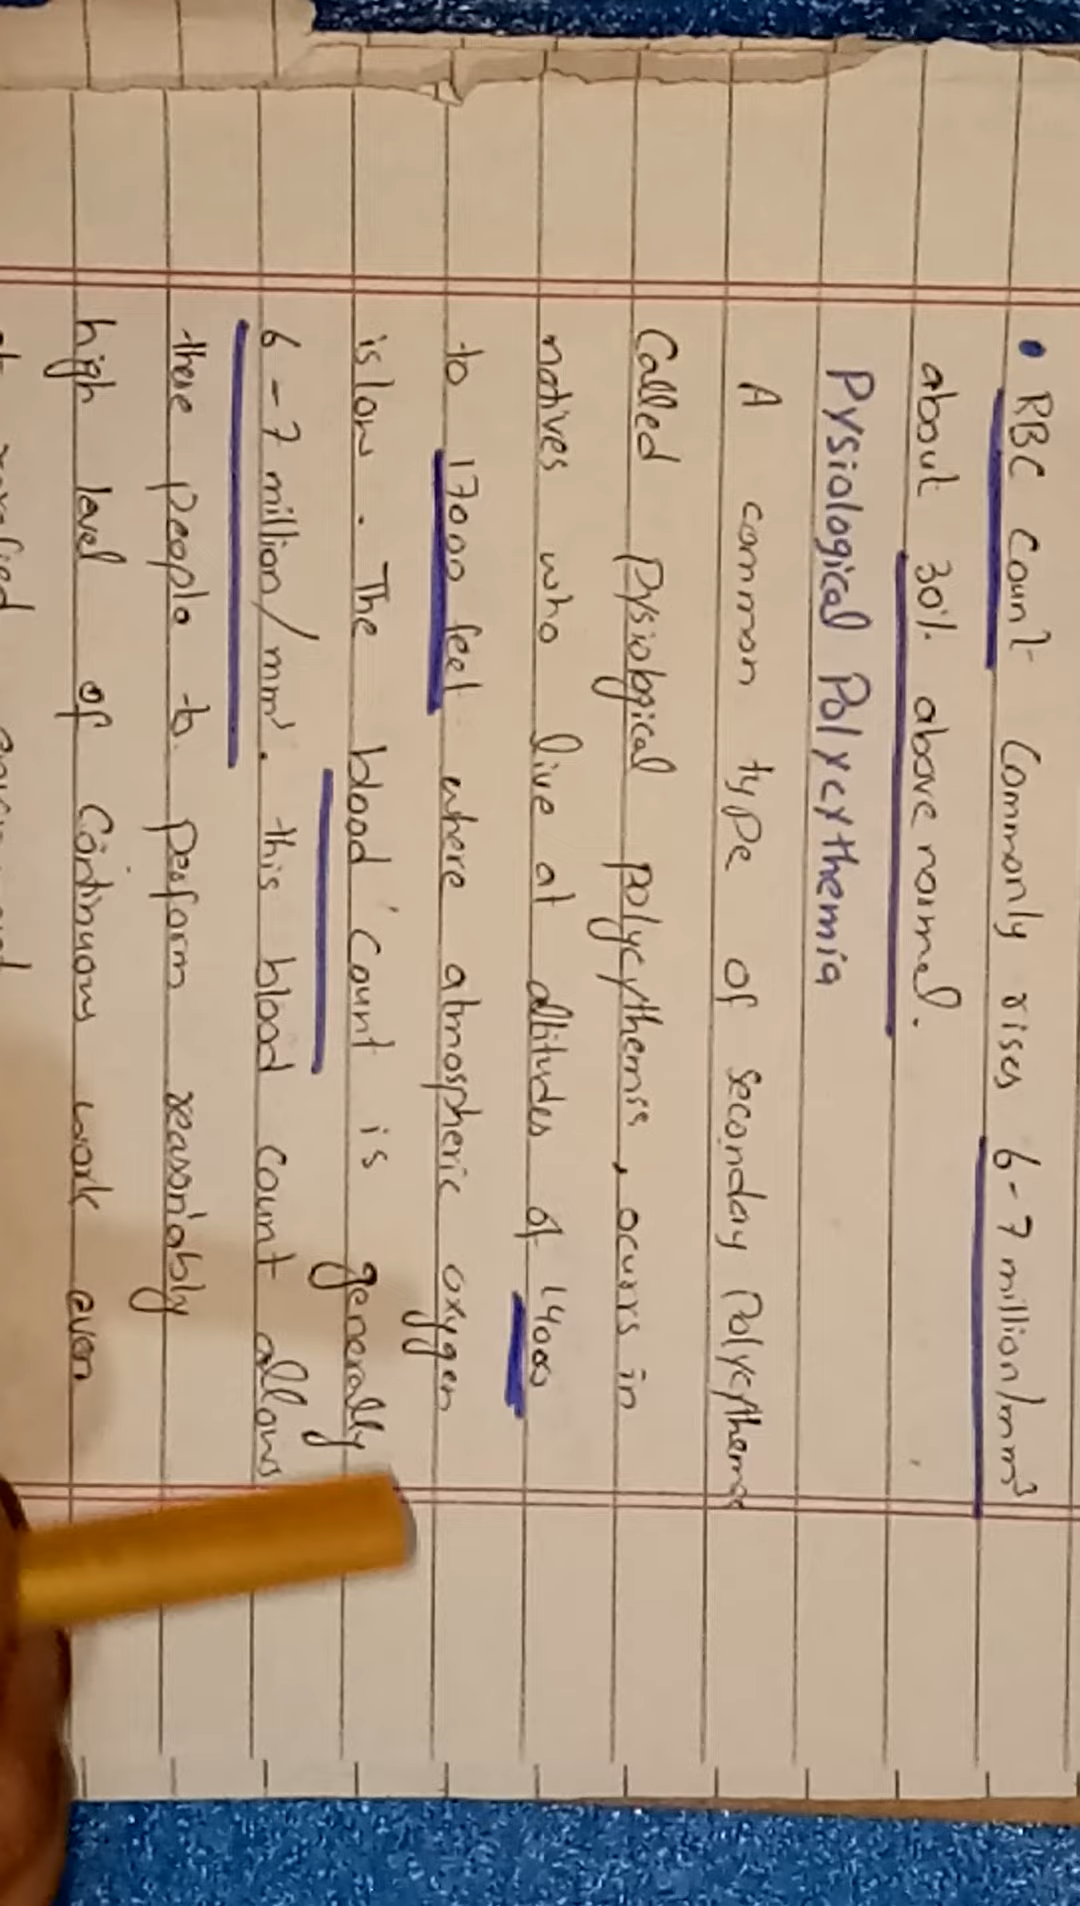 • RBC Count Commonly rises 6-7 million/mm³
about 30% above normal.
Pysiological Polycythemia
A common type of Seconday Polycythemia
Called Pysiological polycythemis, ocurrs in
natives who live at altitudes of 14000
to 17000 feet where atmospheric oxygen
is low. The blood count is generally
6-7 million/mm³. this blood count allows
these people to perform reasonably
high level of Continuous work even